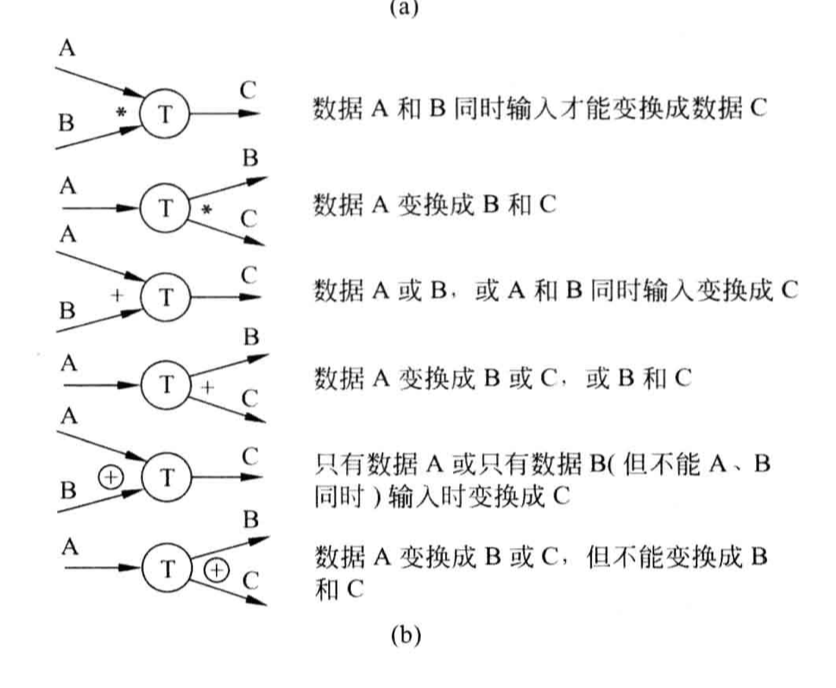 (a)
A
B
*
T
C
数据 A 和 B 同时输入才能变换成数据 C
A
T
*
B
C
数据 A 变换成 B 和 C
A
B
+
T
C
数据 A 或 B，或 A 和 B 同时输入变换成 C
A
T
+
B
C
数据 A 变换成 B 或 C，或 B 和 C
A
B
⊕
T
C
只有数据 A 或只有数据 B( 但不能 A、B
同时 ) 输入时变换成 C
A
T
⊕
B
C
数据 A 变换成 B 或 C，但不能变换成 B
和 C
(b)